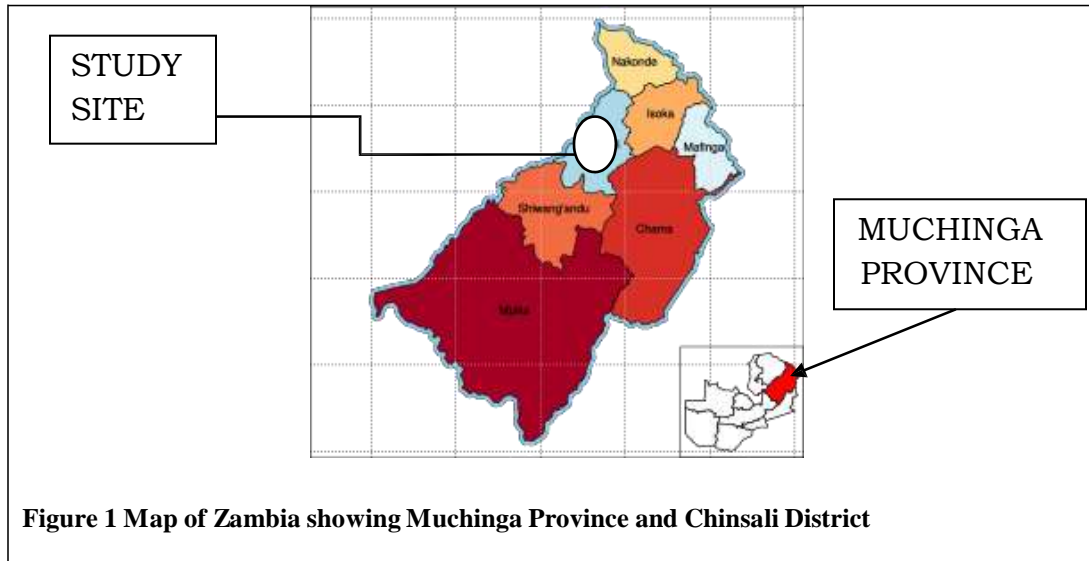 STUDY
SITE
Nakonde
Isoka
Mafinga
Shiwang'andu
Chama
Mpika
MUCHINGA
PROVINCE
Figure 1 Map of Zambia showing Muchinga Province and Chinsali District